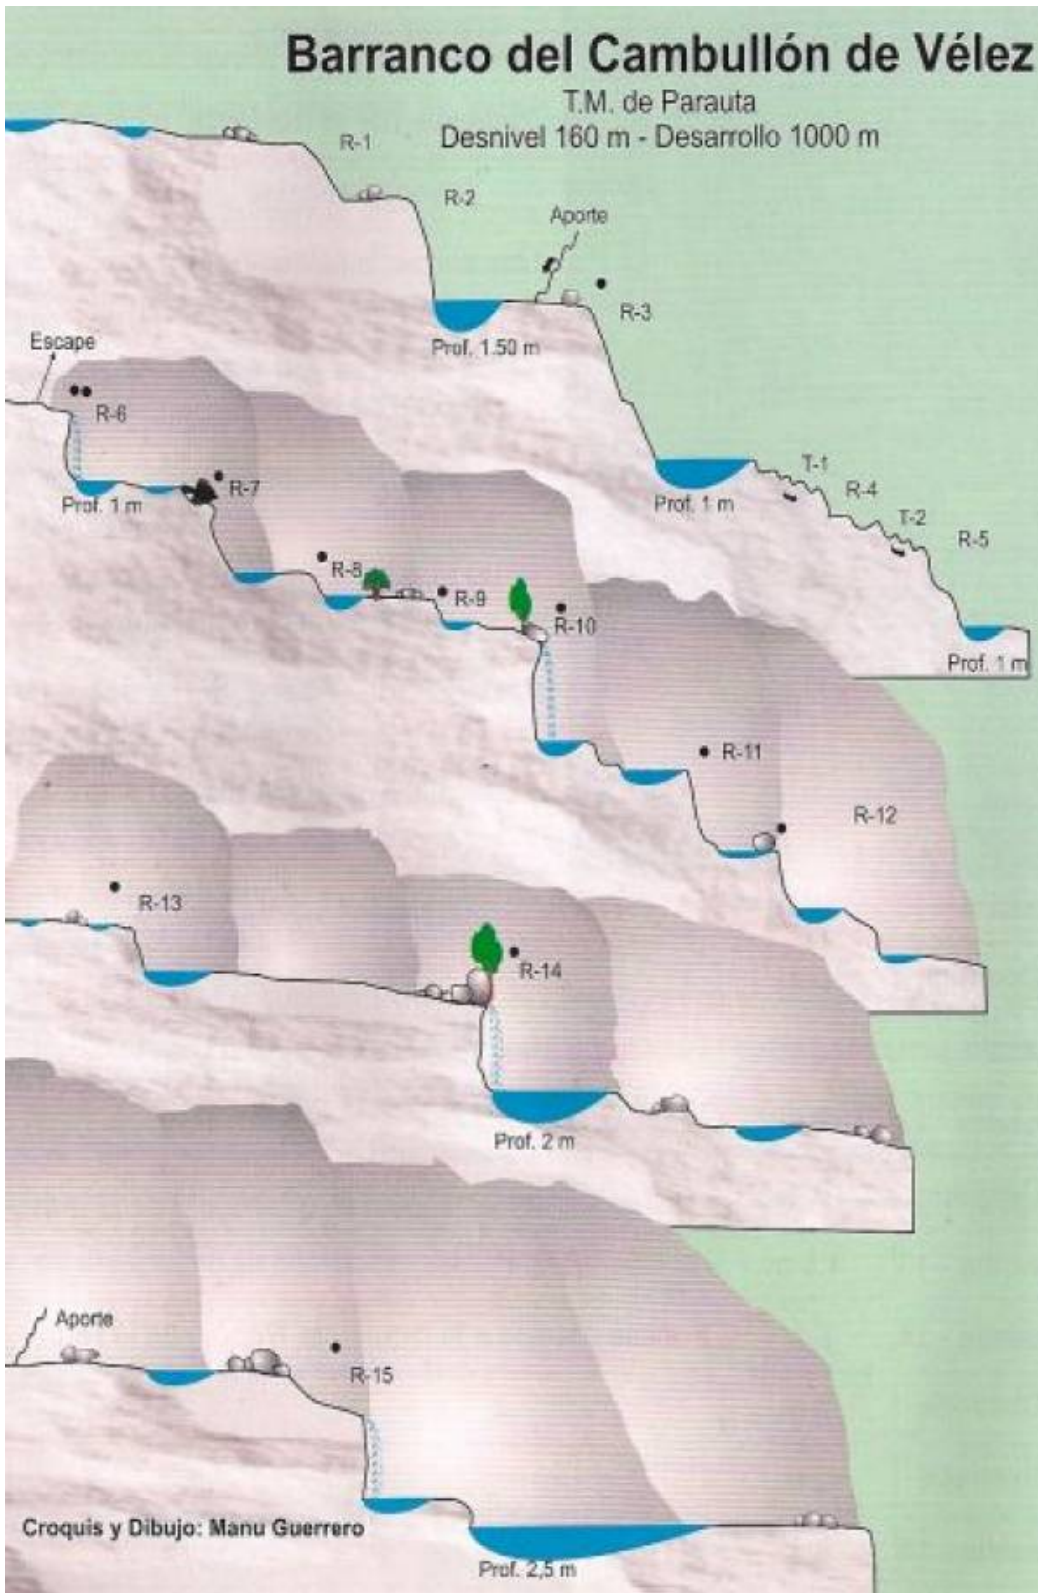 Barranco del Cambullón de Vélez
T.M. de Parauta
Desnivel 160 m - Desarrollo 1000 m
R-1
R-2
Aporte
R-3
Prof. 1.50 m
Escape
R-6
T-1
R-4
Prof. 1 m
T-2
R-5
R-7
Prof. 1 m
R-8
R-9
R-10
Prof. 1 m
R-11
R-12
R-13
R-14
Prof. 2 m
Aporte
R-15
Croquis y Dibujo: Manu Guerrero
Prof. 2,5 m